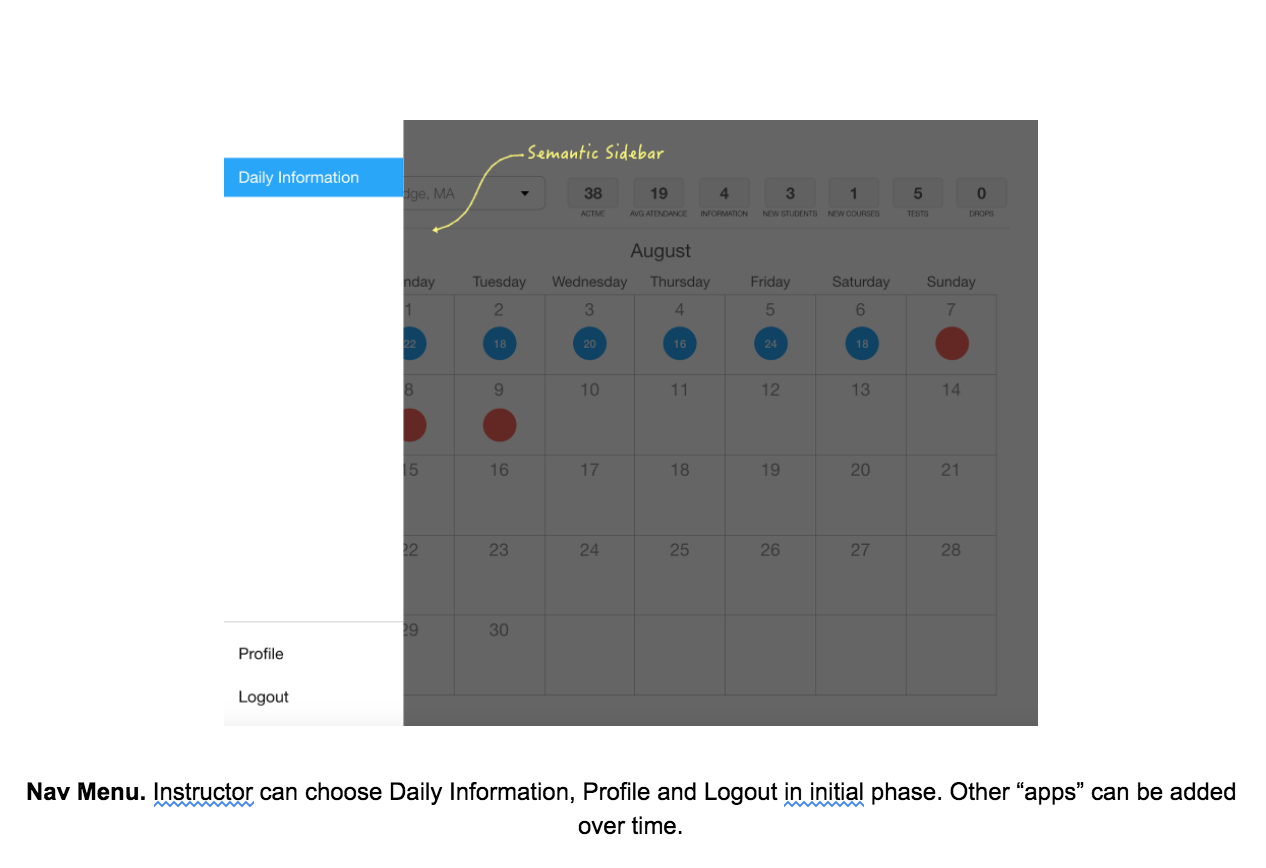 Semantic Sidebar
Daily Information
dge, MA
38 19 4 3 1 5 0
ACTIVE AVG ATENDANCE INFORMATION NEW STUDENTS NEW COURSES TESTS DROPS
August
nday Tuesday Wednesday Thursday Friday Saturday Sunday
1 2 3 4 5 6 7
22 18 20 16 24 18
8 9 10 11 12 13 14
15 16 17 18 19 20 21
22 23 24 25 26 27 28
29 30
Profile
Logout
Nav Menu. Instructor can choose Daily Information, Profile and Logout in initial phase. Other “apps” can be added
over time.